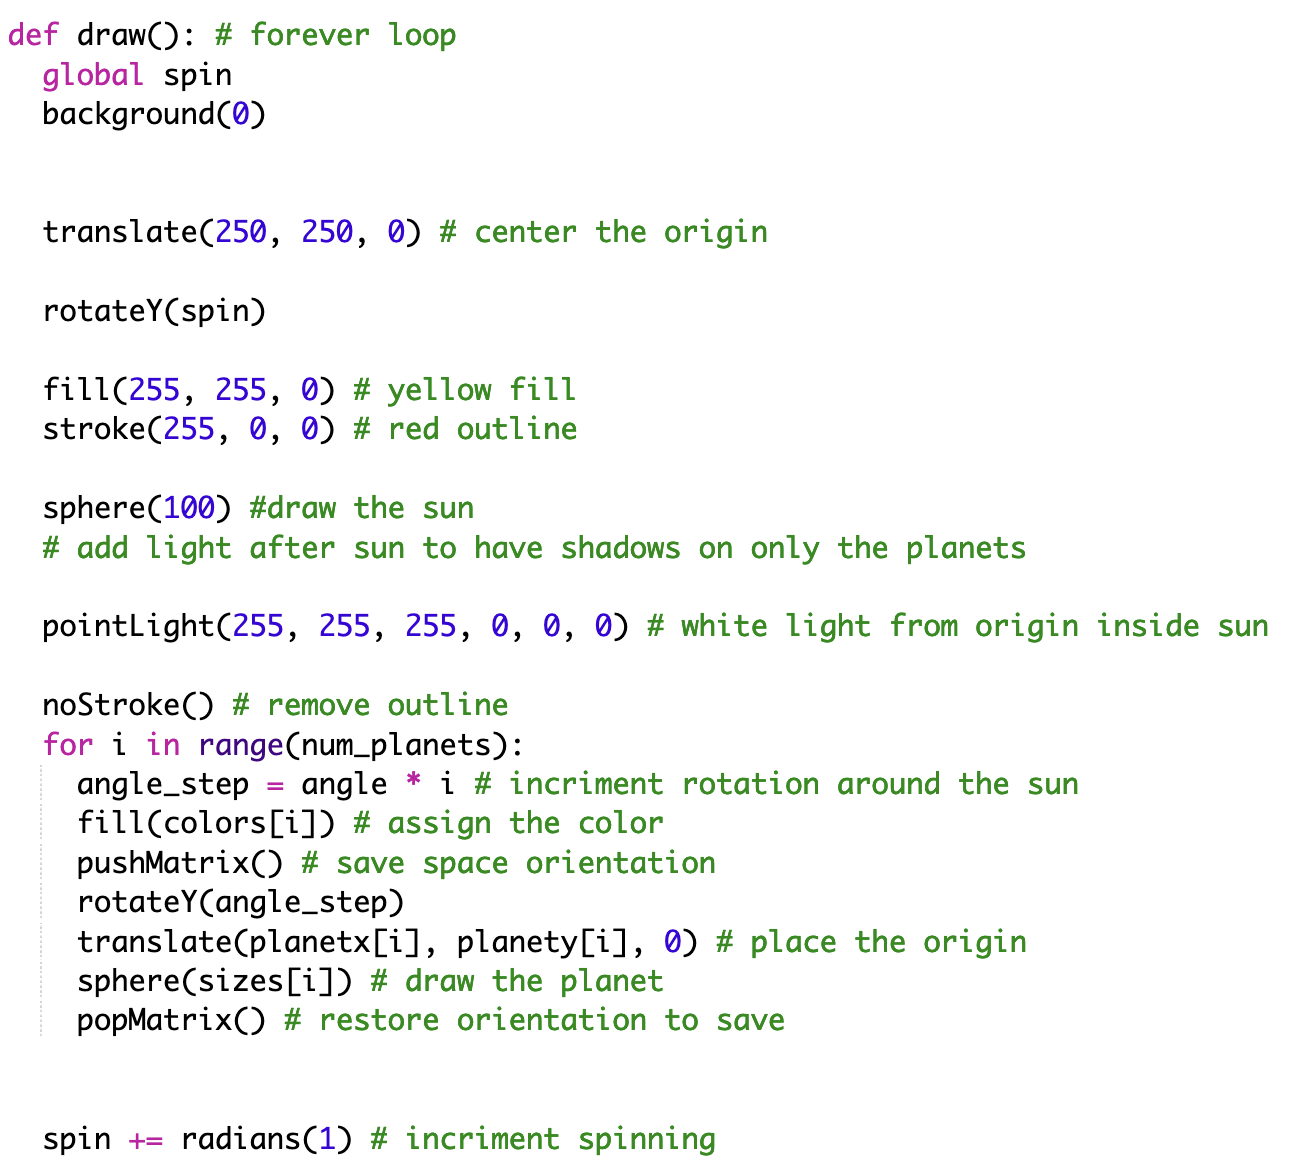 def draw(): # forever loop
  global spin
  background(0)
  translate(250, 250, 0) # center the origin
  rotateY(spin)
  fill(255, 255, 0) # yellow fill
  stroke(255, 0, 0) # red outline
  sphere(100) #draw the sun
  # add light after sun to have shadows on only the planets
  pointLight(255, 255, 255, 0, 0, 0) # white light from origin inside sun
  noStroke() # remove outline
  for i in range(num_planets):
    angle_step = angle * i # incriment rotation around the sun
    fill(colors[i]) # assign the color
    pushMatrix() # save space orientation
    rotateY(angle_step)
    translate(planetx[i], planety[i], 0) # place the origin
    sphere(sizes[i]) # draw the planet
    popMatrix() # restore orientation to save
  spin += radians(1) # incriment spinning